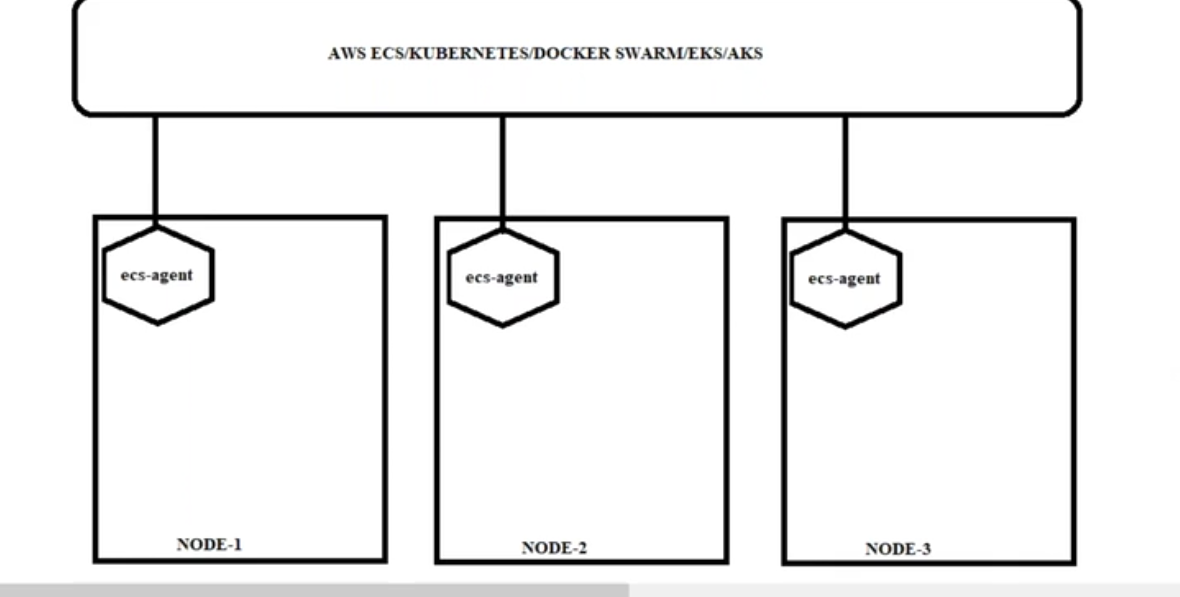 AWS ECS/KUBERNETES/DOCKER SWARM/EKS/AKS
ecs-agent
ecs-agent
ecs-agent
NODE-1
NODE-2
NODE-3